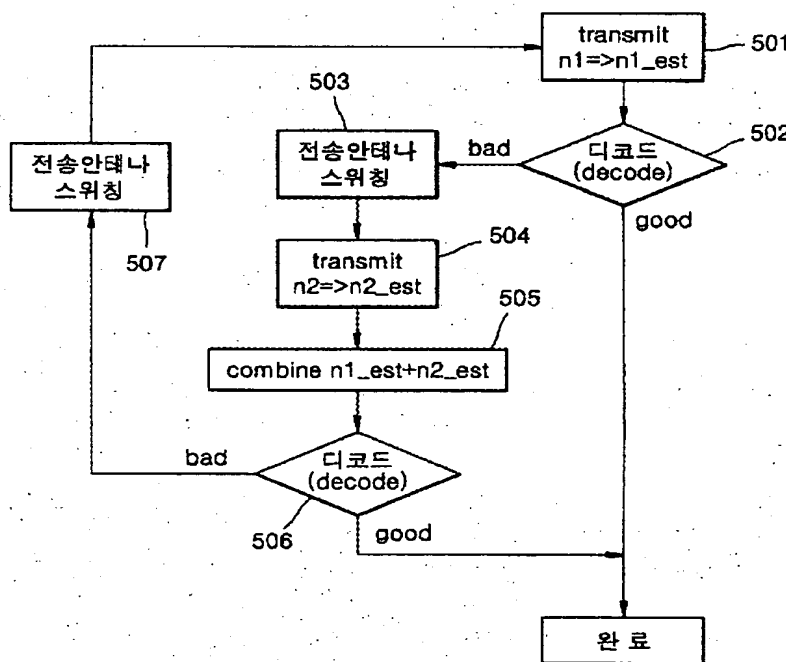 transmit
n1=>n1_est
501
디코드
(decode)
502
bad
good
503
전송안테나
스위칭
전송안테나
스위칭
507
504
transmit
n2=>n2_est
505
combine n1_est+n2_est
디코드
(decode)
bad
506
good
완 료